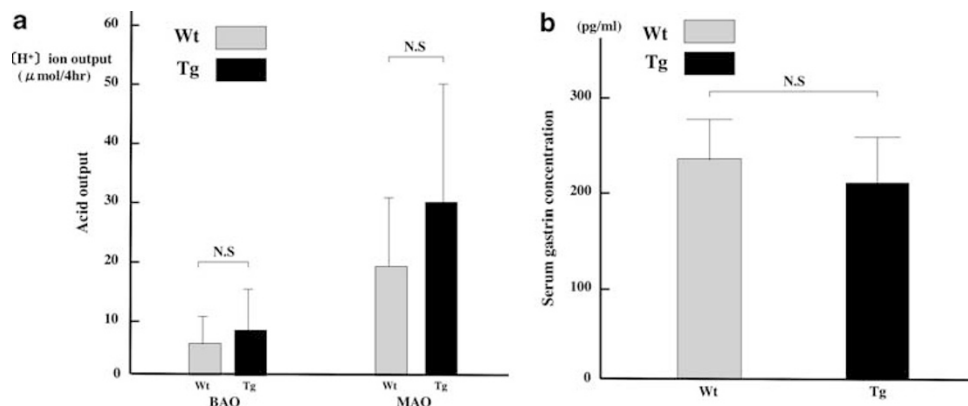 a
Wt
Tg
〔H⁺〕 ion output
( μ mol/4hr)
Acid output
60
50
40
30
20
10
0
N.S
N.S
Wt Tg Wt Tg
BAO MAO
b
(pg/ml)
Wt
Tg
Serum gastrin concentration
300
200
100
0
N.S
Wt Tg